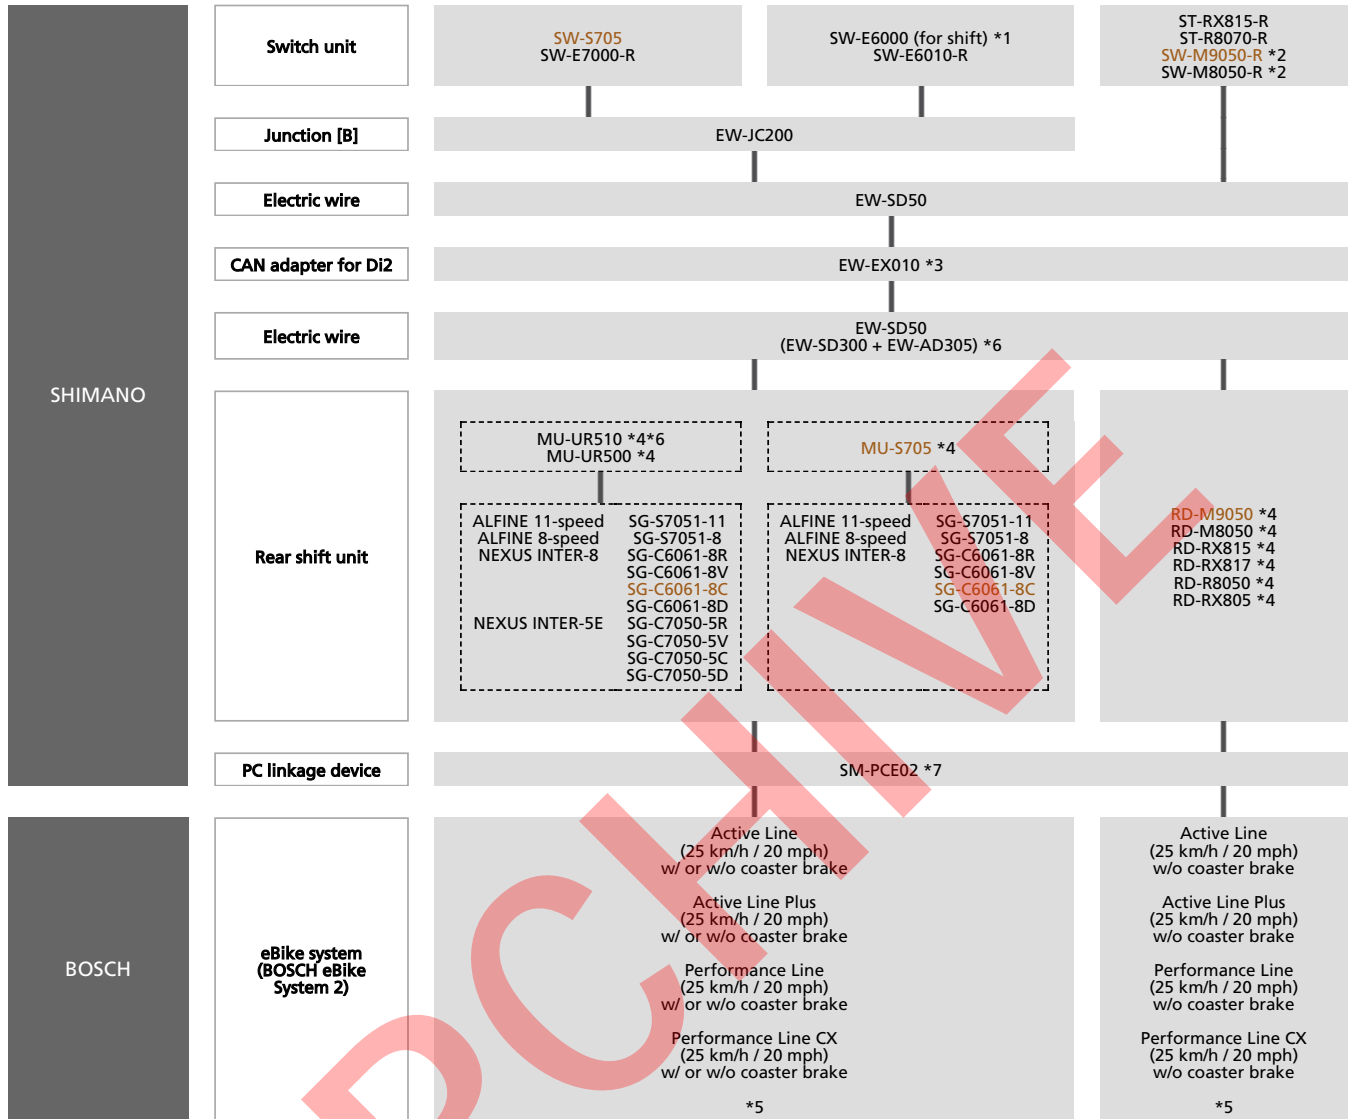 SHIMANO
Switch unit
SW-S705
SW-E7000-R
SW-E6000 (for shift) *1
SW-E6010-R
ST-RX815-R
ST-R8070-R
SW-M9050-R *2
SW-M8050-R *2
Junction [B]
EW-JC200
Electric wire
EW-SD50
CAN adapter for Di2
EW-EX010 *3
Electric wire
EW-SD50
(EW-SD300 + EW-AD305) *6
Rear shift unit
MU-UR510 *4*6
MU-UR500 *4
ALFINE 11-speed SG-S7051-11
ALFINE 8-speed SG-S7051-8
NEXUS INTER-8 SG-C6061-8R
SG-C6061-8V
SG-C6061-8C
SG-C6061-8D
NEXUS INTER-5E SG-C7050-5R
SG-C7050-5V
SG-C7050-5C
SG-C7050-5D
MU-S705 *4
ALFINE 11-speed SG-S7051-11
ALFINE 8-speed SG-S7051-8
NEXUS INTER-8 SG-C6061-8R
SG-C6061-8V
SG-C6061-8C
SG-C6061-8D
RD-M9050 *4
RD-M8050 *4
RD-RX815 *4
RD-RX817 *4
RD-R8050 *4
RD-RX805 *4
PC linkage device
SM-PCE02 *7
BOSCH
eBike system
(BOSCH eBike
System 2)
Active Line
(25 km/h / 20 mph)
w/ or w/o coaster brake
Active Line Plus
(25 km/h / 20 mph)
w/ or w/o coaster brake
Performance Line
(25 km/h / 20 mph)
w/ or w/o coaster brake
Performance Line CX
(25 km/h / 20 mph)
w/ or w/o coaster brake
*5
Active Line
(25 km/h / 20 mph)
w/o coaster brake
Active Line Plus
(25 km/h / 20 mph)
w/o coaster brake
Performance Line
(25 km/h / 20 mph)
w/o coaster brake
Performance Line CX
(25 km/h / 20 mph)
w/o coaster brake
*5